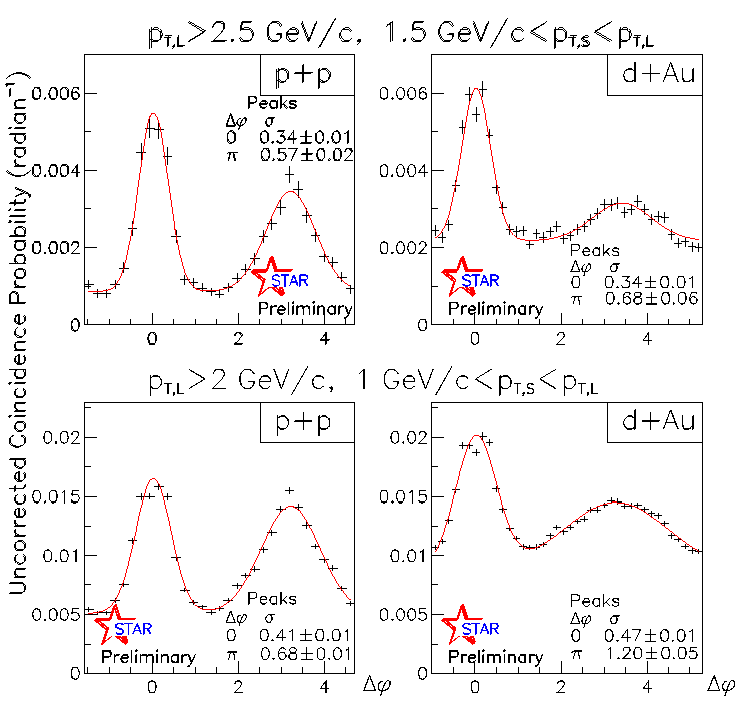 p_T,L>2.5 GeV/c, 1.5 GeV/c<p_T,S<p_T,L
Uncorrected Coincidence Probability (radian⁻¹)
p+p
Peaks
Δφ σ
0 0.34±0.01
π 0.57±0.02
0.006
0.004
0.002
0
STAR
Preliminary
0 2 4
d+Au
0.006
0.004
0.002
0
Peaks
Δφ σ
0 0.34±0.01
π 0.68±0.06
STAR
Preliminary
0 2 4
p_T,L>2 GeV/c, 1 GeV/c<p_T,S<p_T,L
p+p
0.02
0.015
0.01
0.005
0
STAR
Preliminary
Peaks
Δφ σ
0 0.41±0.01
π 0.68±0.01
0 2 4
Δφ
d+Au
0.02
0.015
0.01
0.005
0
STAR
Preliminary
Peaks
Δφ σ
0 0.47±0.01
π 1.20±0.05
0 2 4
Δφ